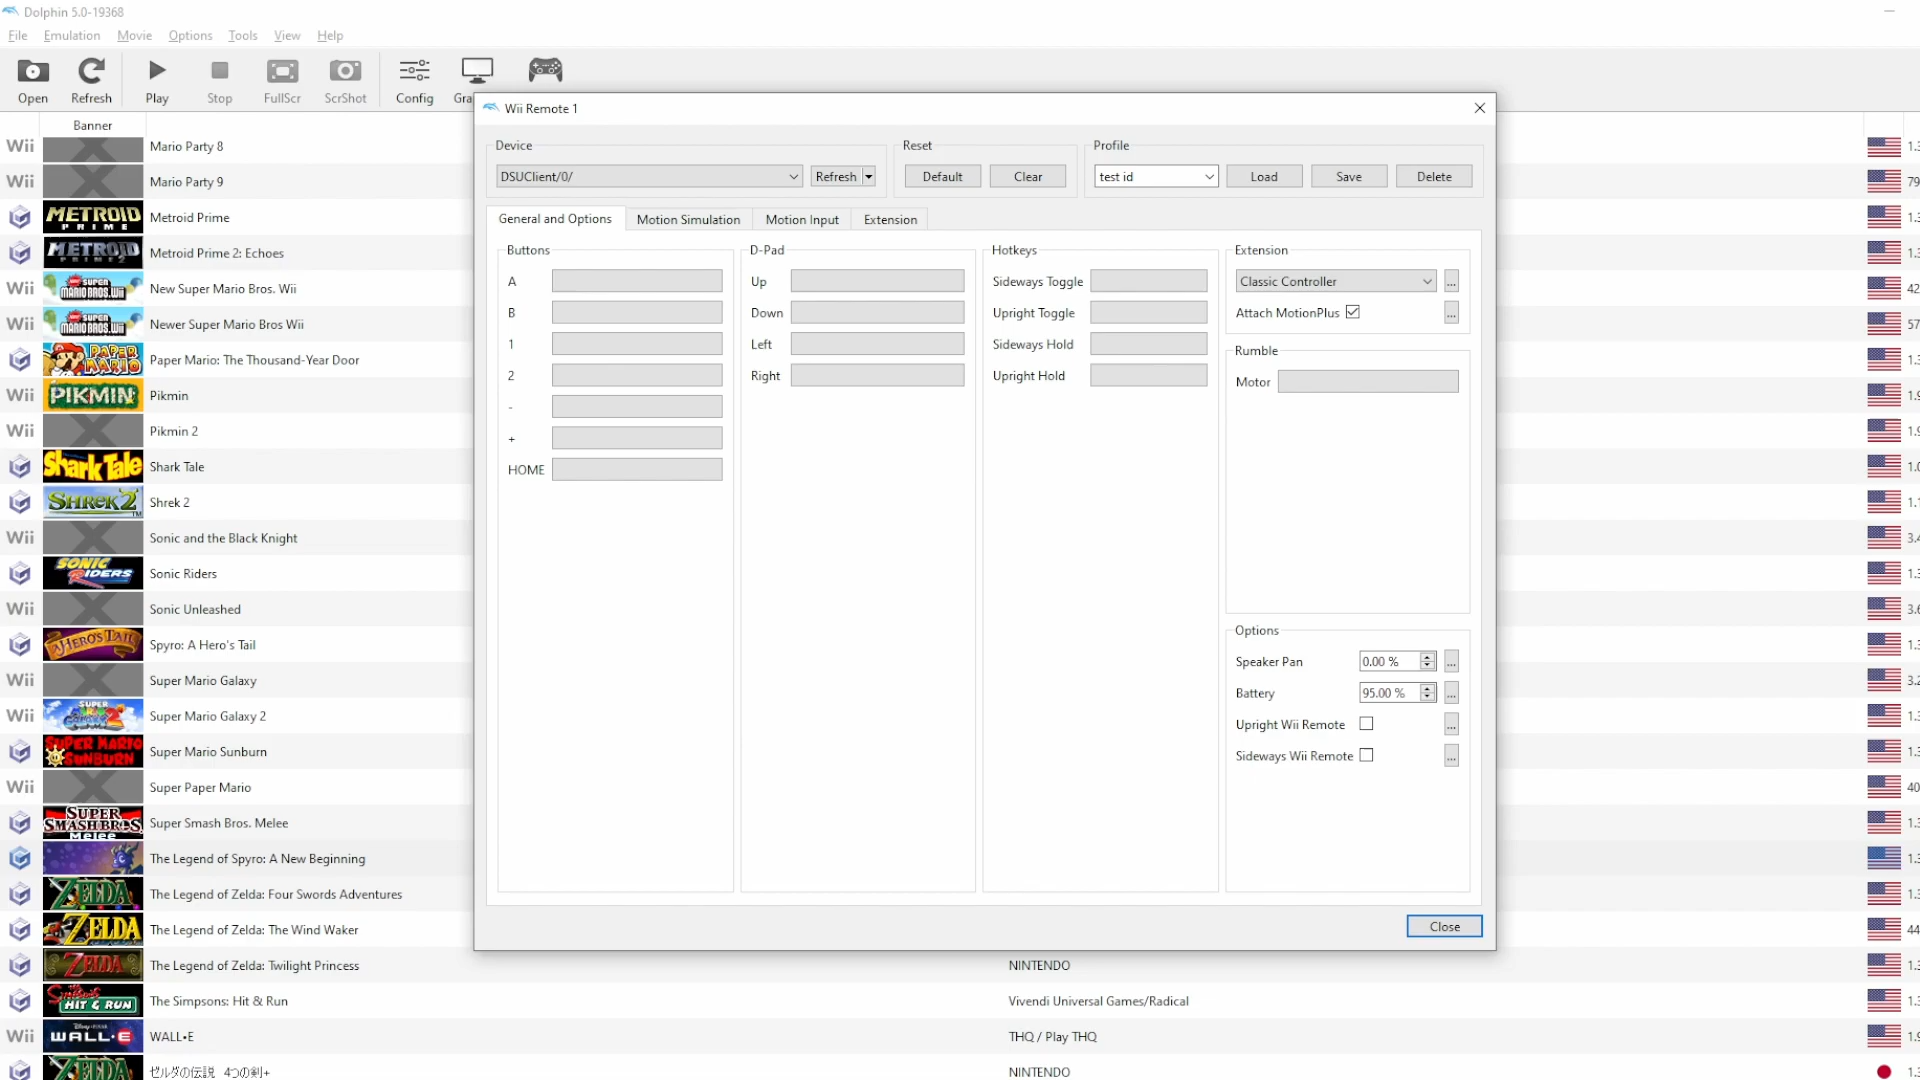 Dolphin 5.0-19368
File Emulation Movie Options Tools View Help
Open Refresh Play Stop FullScr ScrShot Config Gra
Wii Remote 1
Device
DSUClient/0/ Refresh
Reset
Default Clear
Profile
test id Load Save Delete
General and Options Motion Simulation Motion Input Extension
Buttons
A
B
1
2
-
+
HOME
D-Pad
Up
Down
Left
Right
Hotkeys
Sideways Toggle
Upright Toggle
Sideways Hold
Upright Hold
Extension
Classic Controller ...
Attach MotionPlus ...
Rumble
Motor
Options
Speaker Pan 0.00 % ...
Battery 95.00 % ...
Upright Wii Remote ...
Sideways Wii Remote ...
Close
Banner
Wii Mario Party 8
Wii Mario Party 9
METROID PRIME Metroid Prime
METROID PRIME 2 Metroid Prime 2: Echoes
Wii NEW SUPER MARIO BROS. Wii New Super Mario Bros. Wii
Wii NEW SUPER MARIO BROS. Wii Newer Super Mario Bros Wii
PAPER MARIO Paper Mario: The Thousand-Year Door
Wii PIKMIN Pikmin
Wii Pikmin 2
Shark Tale Shark Tale
SHREK 2 Shrek 2
Wii Sonic and the Black Knight
SONIC RIDERS Sonic Riders
Wii Sonic Unleashed
HERO'S TAIL Spyro: A Hero's Tail
Wii Super Mario Galaxy
Wii SUPER MARIO GALAXY 2 Super Mario Galaxy 2
SUPER MARIO SUNBURN Super Mario Sunburn
Wii Super Paper Mario
SUPER SMASH BROS. Melee Super Smash Bros. Melee
The Legend of Spyro: A New Beginning
ZELDA The Legend of Zelda: Four Swords Adventures
ZELDA The Legend of Zelda: The Wind Waker
ZELDA The Legend of Zelda: Twilight Princess NINTENDO
HIT & RUN The Simpsons: Hit & Run Vivendi Universal Games/Radical
Wii WALL•E WALL•E THQ / Play THQ
ZELDA ゼルダの伝説 4つの剣+ NINTENDO